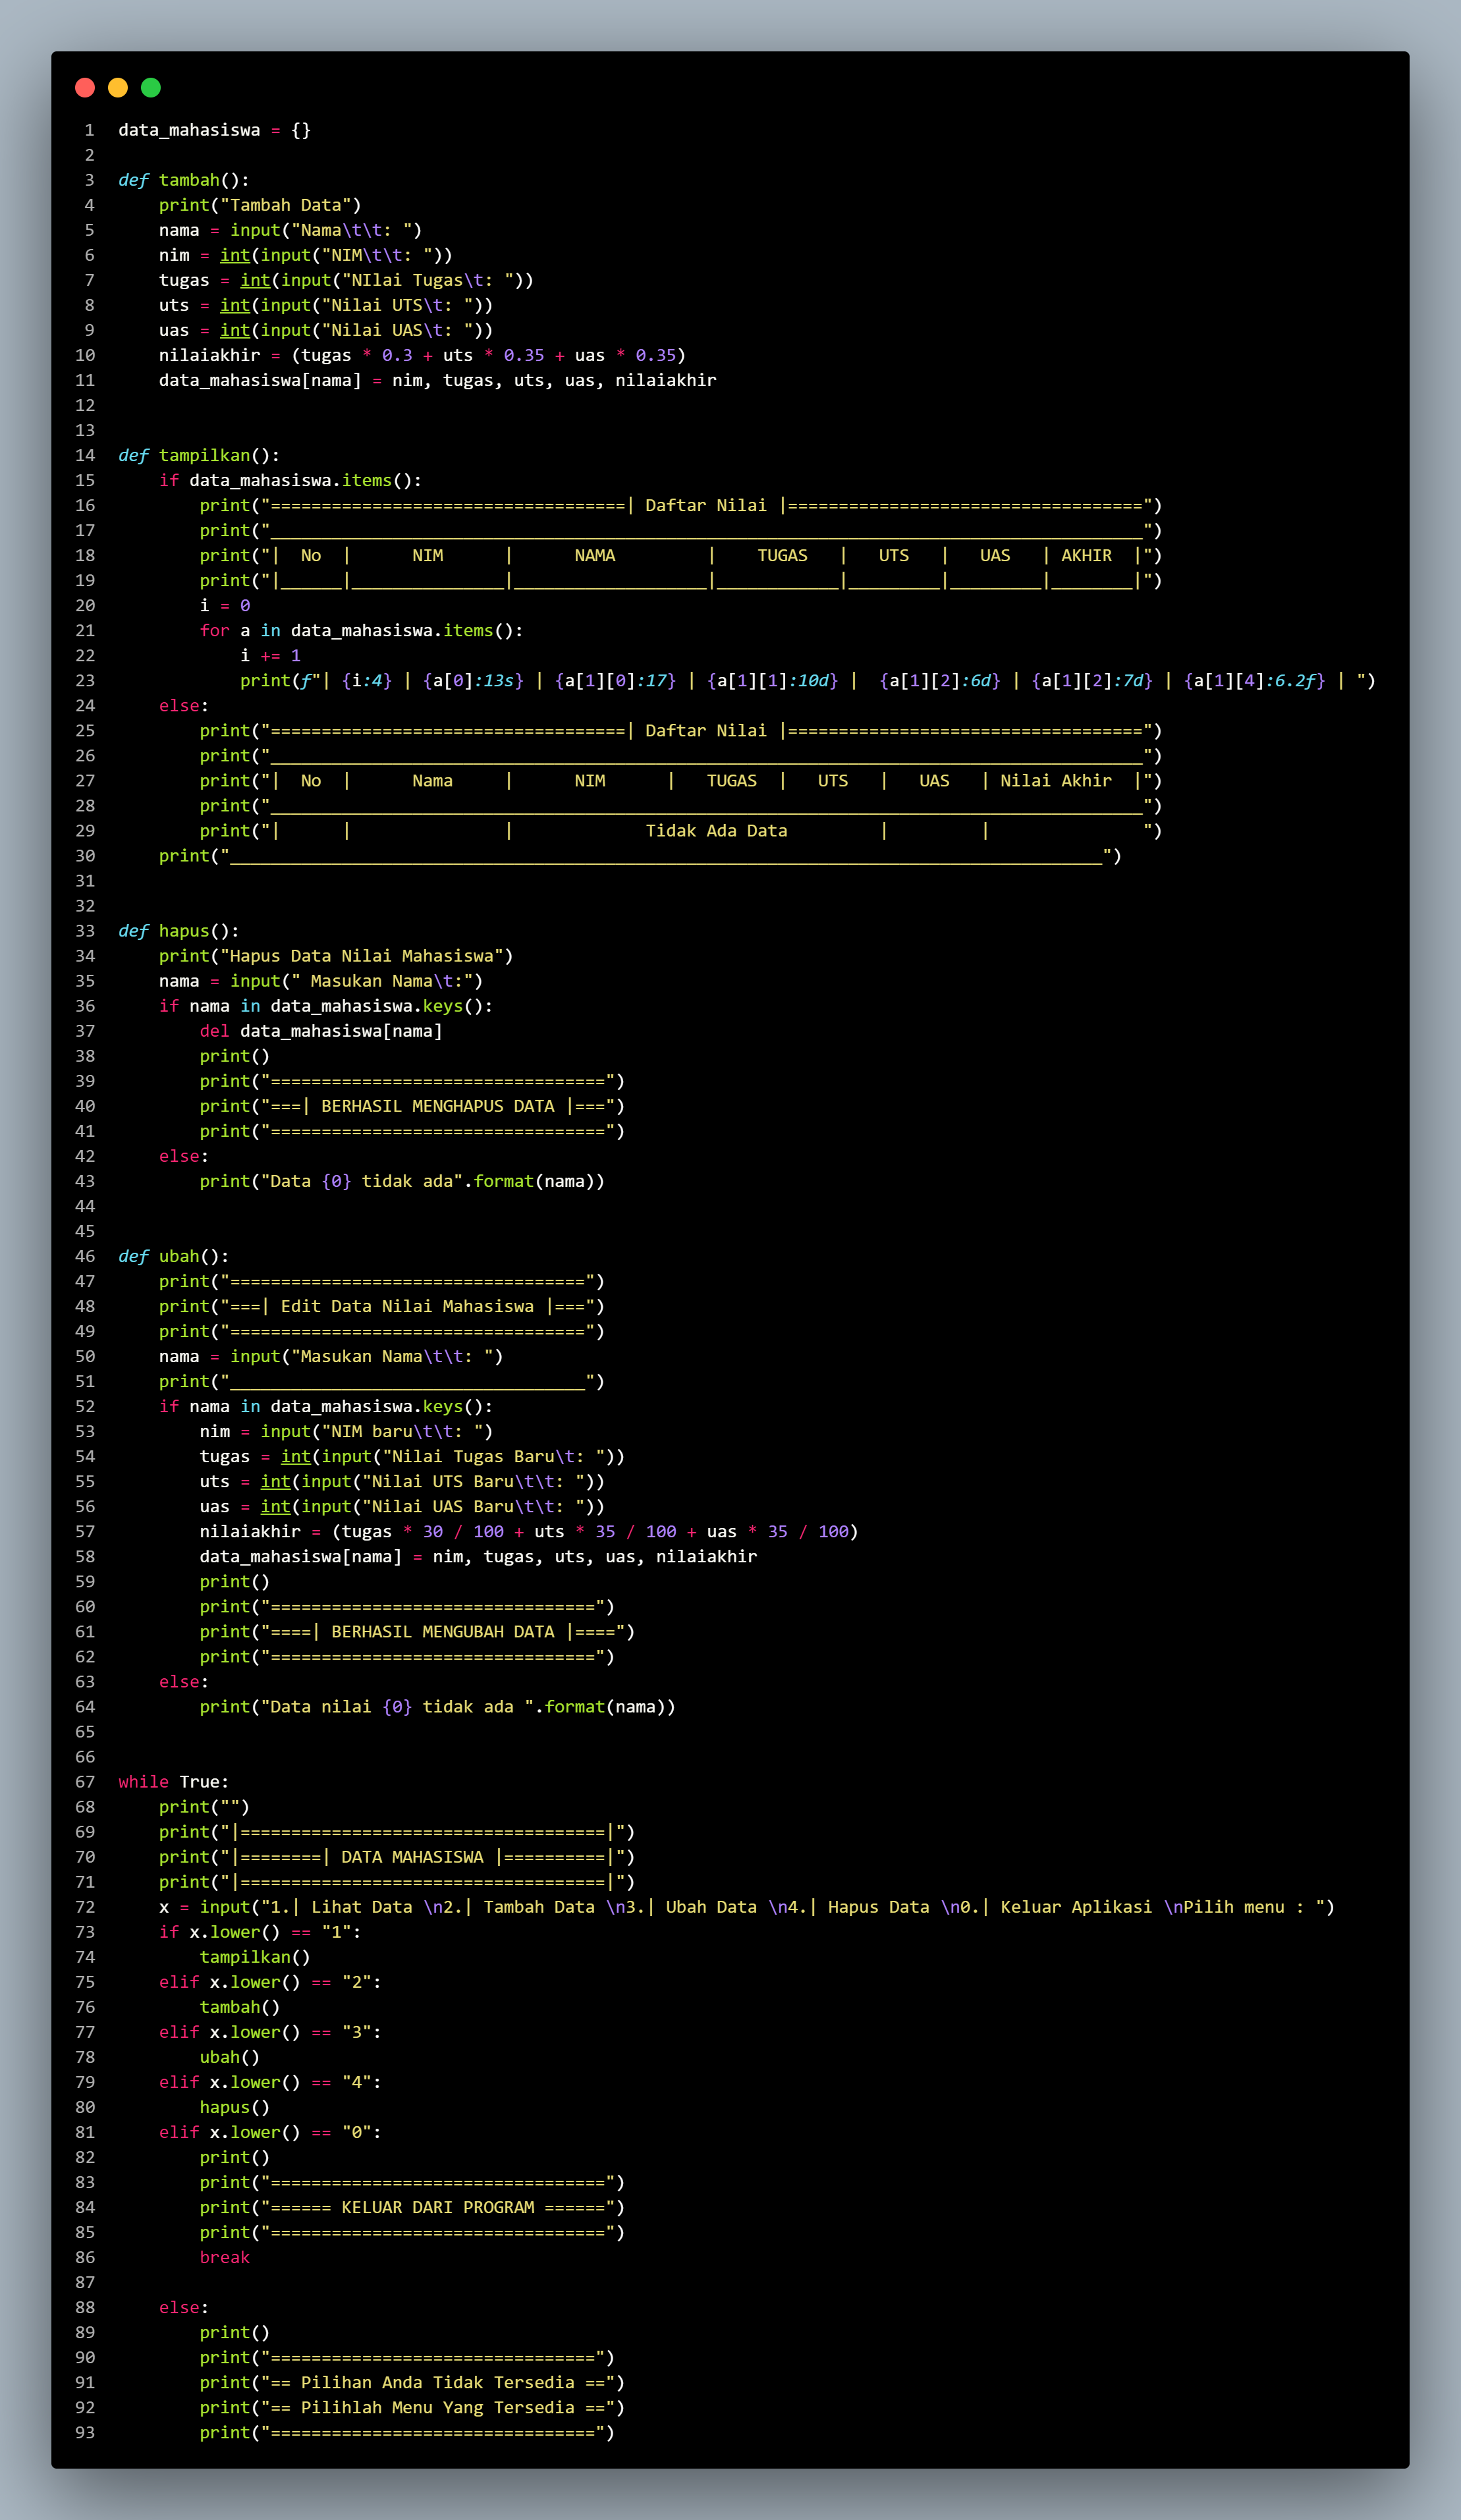 1 data_mahasiswa = {}
2
3 def tambah():
4     print("Tambah Data")
5     nama = input("Nama\t\t: ")
6     nim = int(input("NIM\t\t: "))
7     tugas = int(input("NIlai Tugas\t: "))
8     uts = int(input("Nilai UTS\t: "))
9     uas = int(input("Nilai UAS\t: "))
10     nilaiakhir = (tugas * 0.3 + uts * 0.35 + uas * 0.35)
11     data_mahasiswa[nama] = nim, tugas, uts, uas, nilaiakhir
12
13
14 def tampilkan():
15     if data_mahasiswa.items():
16         print("===================================| Daftar Nilai |===================================")
17         print("______________________________________________________________________________________")
18         print("|  No  |      NIM      |      NAMA         |    TUGAS   |   UTS   |   UAS   | AKHIR  |")
19         print("|______|_______________|___________________|____________|_________|_________|________|")
20         i = 0
21         for a in data_mahasiswa.items():
22             i += 1
23             print(f"| {i:4} | {a[0]:13s} | {a[1][0]:17} | {a[1][1]:10d} |  {a[1][2]:6d} | {a[1][2]:7d} | {a[1][4]:6.2f} | ")
24     else:
25         print("===================================| Daftar Nilai |===================================")
26         print("______________________________________________________________________________________")
27         print("|  No  |      Nama     |      NIM      |   TUGAS  |   UTS   |   UAS   | Nilai Akhir  |")
28         print("______________________________________________________________________________________")
29         print("|      |               |             Tidak Ada Data         |         |               ")
30     print("______________________________________________________________________________________")
31
32
33 def hapus():
34     print("Hapus Data Nilai Mahasiswa")
35     nama = input(" Masukan Nama\t:")
36     if nama in data_mahasiswa.keys():
37         del data_mahasiswa[nama]
38         print()
39         print("=================================")
40         print("===| BERHASIL MENGHAPUS DATA |===")
41         print("=================================")
42     else:
43         print("Data {0} tidak ada".format(nama))
44
45
46 def ubah():
47     print("===================================")
48     print("===| Edit Data Nilai Mahasiswa |===")
49     print("===================================")
50     nama = input("Masukan Nama\t\t: ")
51     print("___________________________________")
52     if nama in data_mahasiswa.keys():
53         nim = input("NIM baru\t\t: ")
54         tugas = int(input("Nilai Tugas Baru\t: "))
55         uts = int(input("Nilai UTS Baru\t\t: "))
56         uas = int(input("Nilai UAS Baru\t\t: "))
57         nilaiakhir = (tugas * 30 / 100 + uts * 35 / 100 + uas * 35 / 100)
58         data_mahasiswa[nama] = nim, tugas, uts, uas, nilaiakhir
59         print()
60         print("================================")
61         print("====| BERHASIL MENGUBAH DATA |====")
62         print("================================")
63     else:
64         print("Data nilai {0} tidak ada ".format(nama))
65
66
67 while True:
68     print("")
69     print("|====================================|")
70     print("|========| DATA MAHASISWA |==========|")
71     print("|====================================|")
72     x = input("1.| Lihat Data \n2.| Tambah Data \n3.| Ubah Data \n4.| Hapus Data \n0.| Keluar Aplikasi \nPilih menu : ")
73     if x.lower() == "1":
74         tampilkan()
75     elif x.lower() == "2":
76         tambah()
77     elif x.lower() == "3":
78         ubah()
79     elif x.lower() == "4":
80         hapus()
81     elif x.lower() == "0":
82         print()
83         print("=================================")
84         print("====== KELUAR DARI PROGRAM ======")
85         print("=================================")
86         break
87
88     else:
89         print()
90         print("================================")
91         print("== Pilihan Anda Tidak Tersedia ==")
92         print("== Pilihlah Menu Yang Tersedia ==")
93         print("================================")